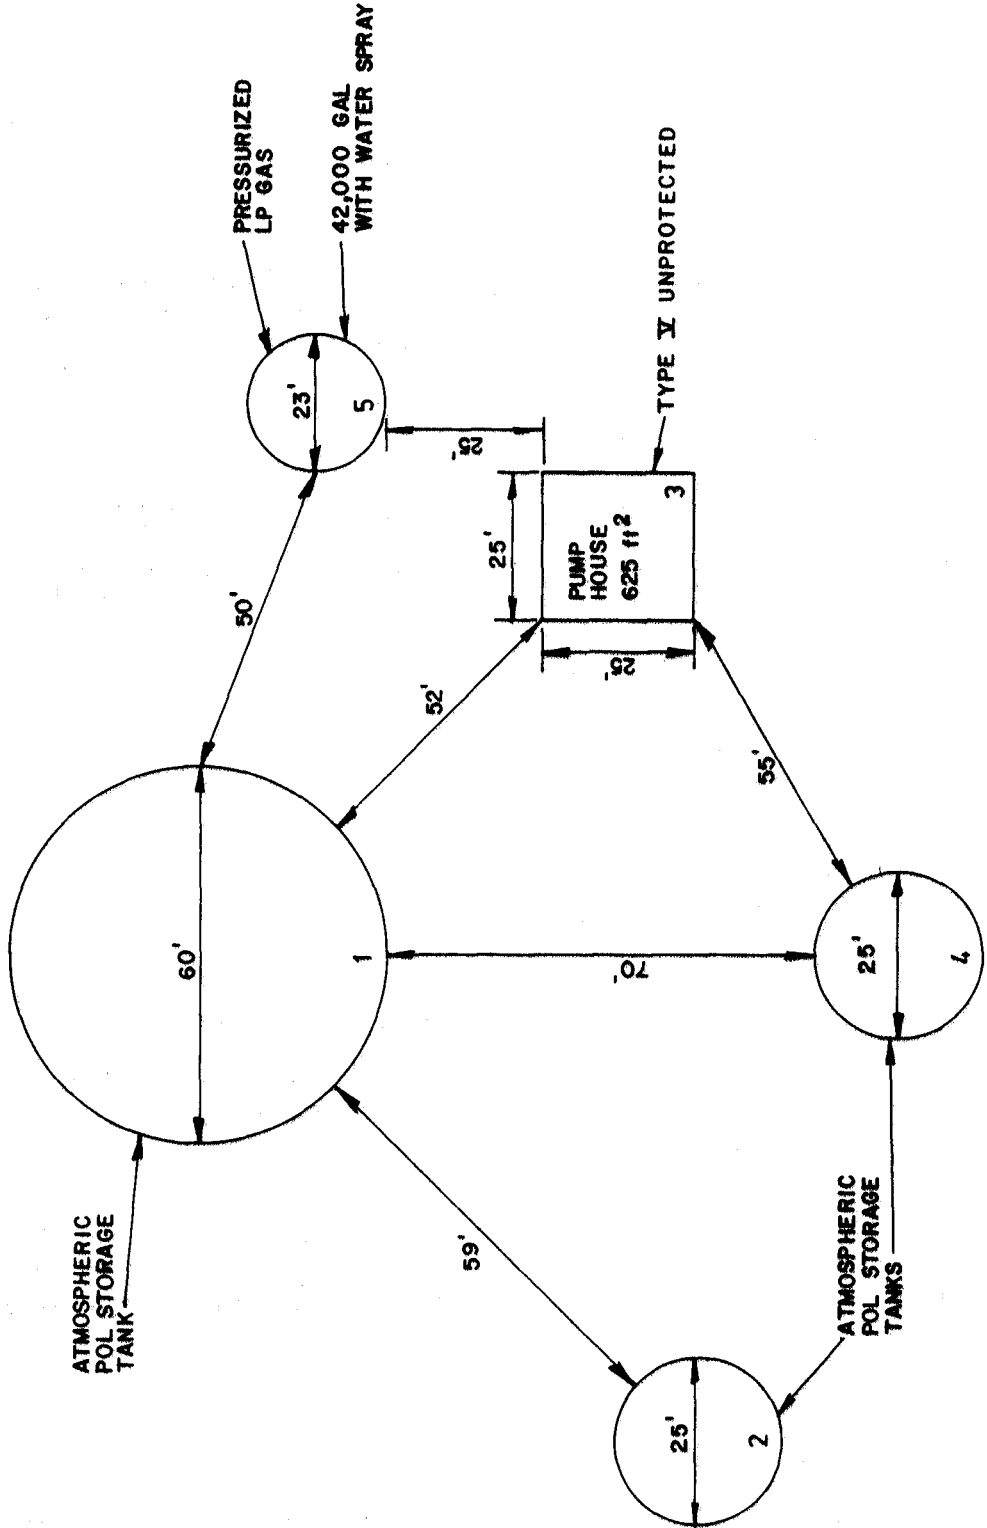 ATMOSPHERIC
POL STORAGE
TANK
60'
1
50'
PRESSURIZED
LP GAS
42,000 GAL
WITH WATER SPRAY
23'
5
25'
59'
52'
70'
25'
25'
PUMP
HOUSE
625 ft²
3
TYPE V UNPROTECTED
55'
25'
2
ATMOSPHERIC
POL STORAGE
TANKS
25'
4